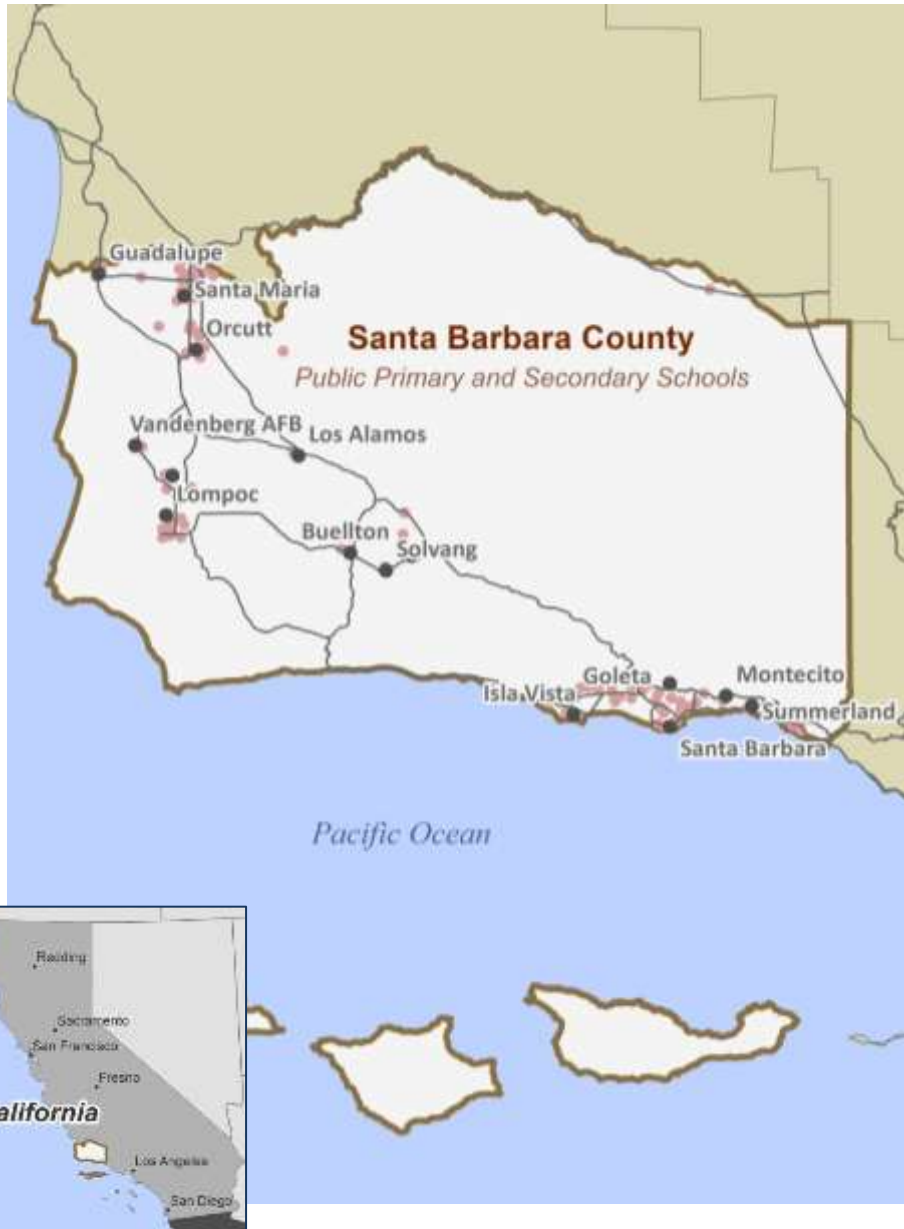 Guadalupe
Santa Maria
Orcutt
Santa Barbara County
Public Primary and Secondary Schools
Vandenberg AFB
Los Alamos
Lompoc
Buellton
Solvang
Goleta
Montecito
Isla Vista
Summerland
Santa Barbara
Pacific Ocean
Redding
Sacramento
San Francisco
Fresno
alifornia
Los Angeles
San Diego